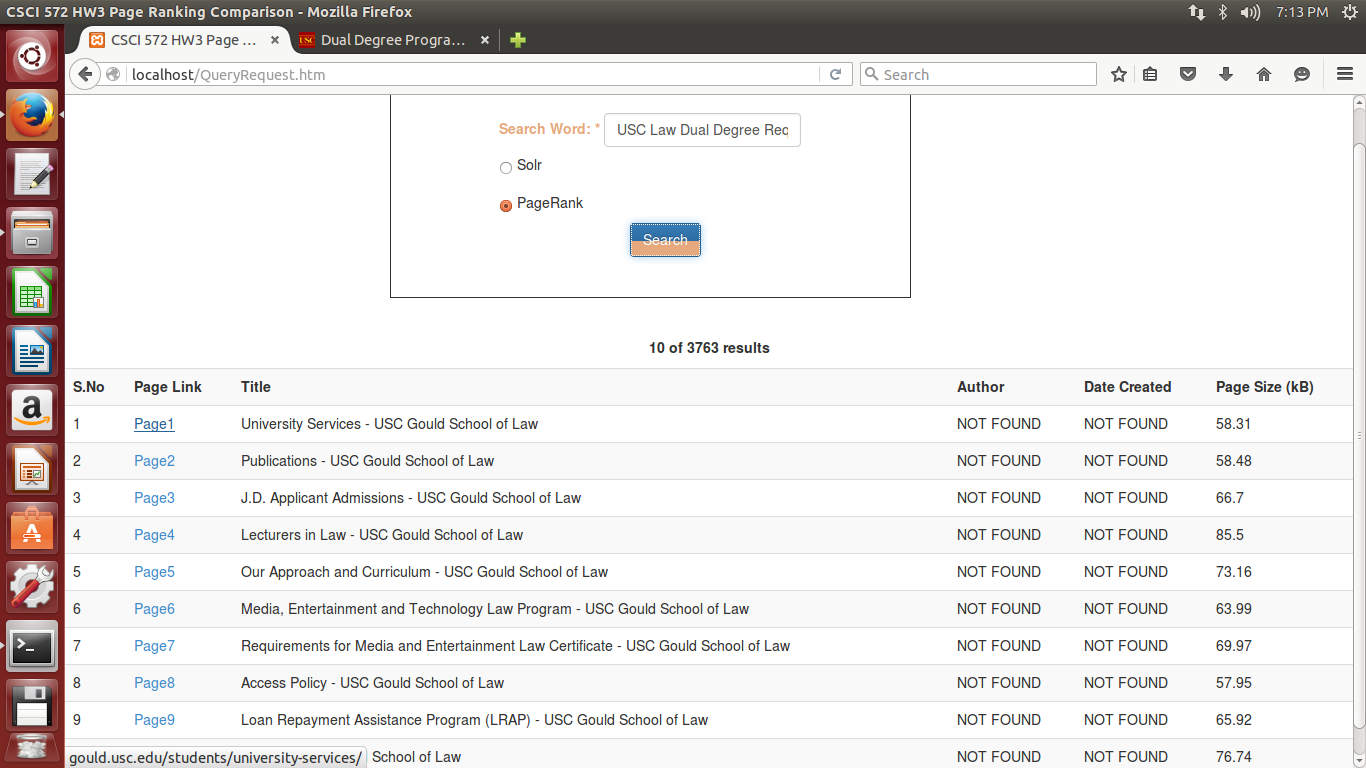 CSCI 572 HW3 Page Ranking Comparison - Mozilla Firefox 7:13 PM
CSCI 572 HW3 Page ... × USC Dual Degree Progra... ×
localhost/QueryRequest.htm Search
Search Word: * USC Law Dual Degree Req
Solr
PageRank
Search
10 of 3763 results
S.No Page Link Title Author Date Created Page Size (kB)
1 Page1 University Services - USC Gould School of Law NOT FOUND NOT FOUND 58.31
2 Page2 Publications - USC Gould School of Law NOT FOUND NOT FOUND 58.48
3 Page3 J.D. Applicant Admissions - USC Gould School of Law NOT FOUND NOT FOUND 66.7
4 Page4 Lecturers in Law - USC Gould School of Law NOT FOUND NOT FOUND 85.5
5 Page5 Our Approach and Curriculum - USC Gould School of Law NOT FOUND NOT FOUND 73.16
6 Page6 Media, Entertainment and Technology Law Program - USC Gould School of Law NOT FOUND NOT FOUND 63.99
7 Page7 Requirements for Media and Entertainment Law Certificate - USC Gould School of Law NOT FOUND NOT FOUND 69.97
8 Page8 Access Policy - USC Gould School of Law NOT FOUND NOT FOUND 57.95
9 Page9 Loan Repayment Assistance Program (LRAP) - USC Gould School of Law NOT FOUND NOT FOUND 65.92
gould.usc.edu/students/university-services/ School of Law NOT FOUND NOT FOUND 76.74